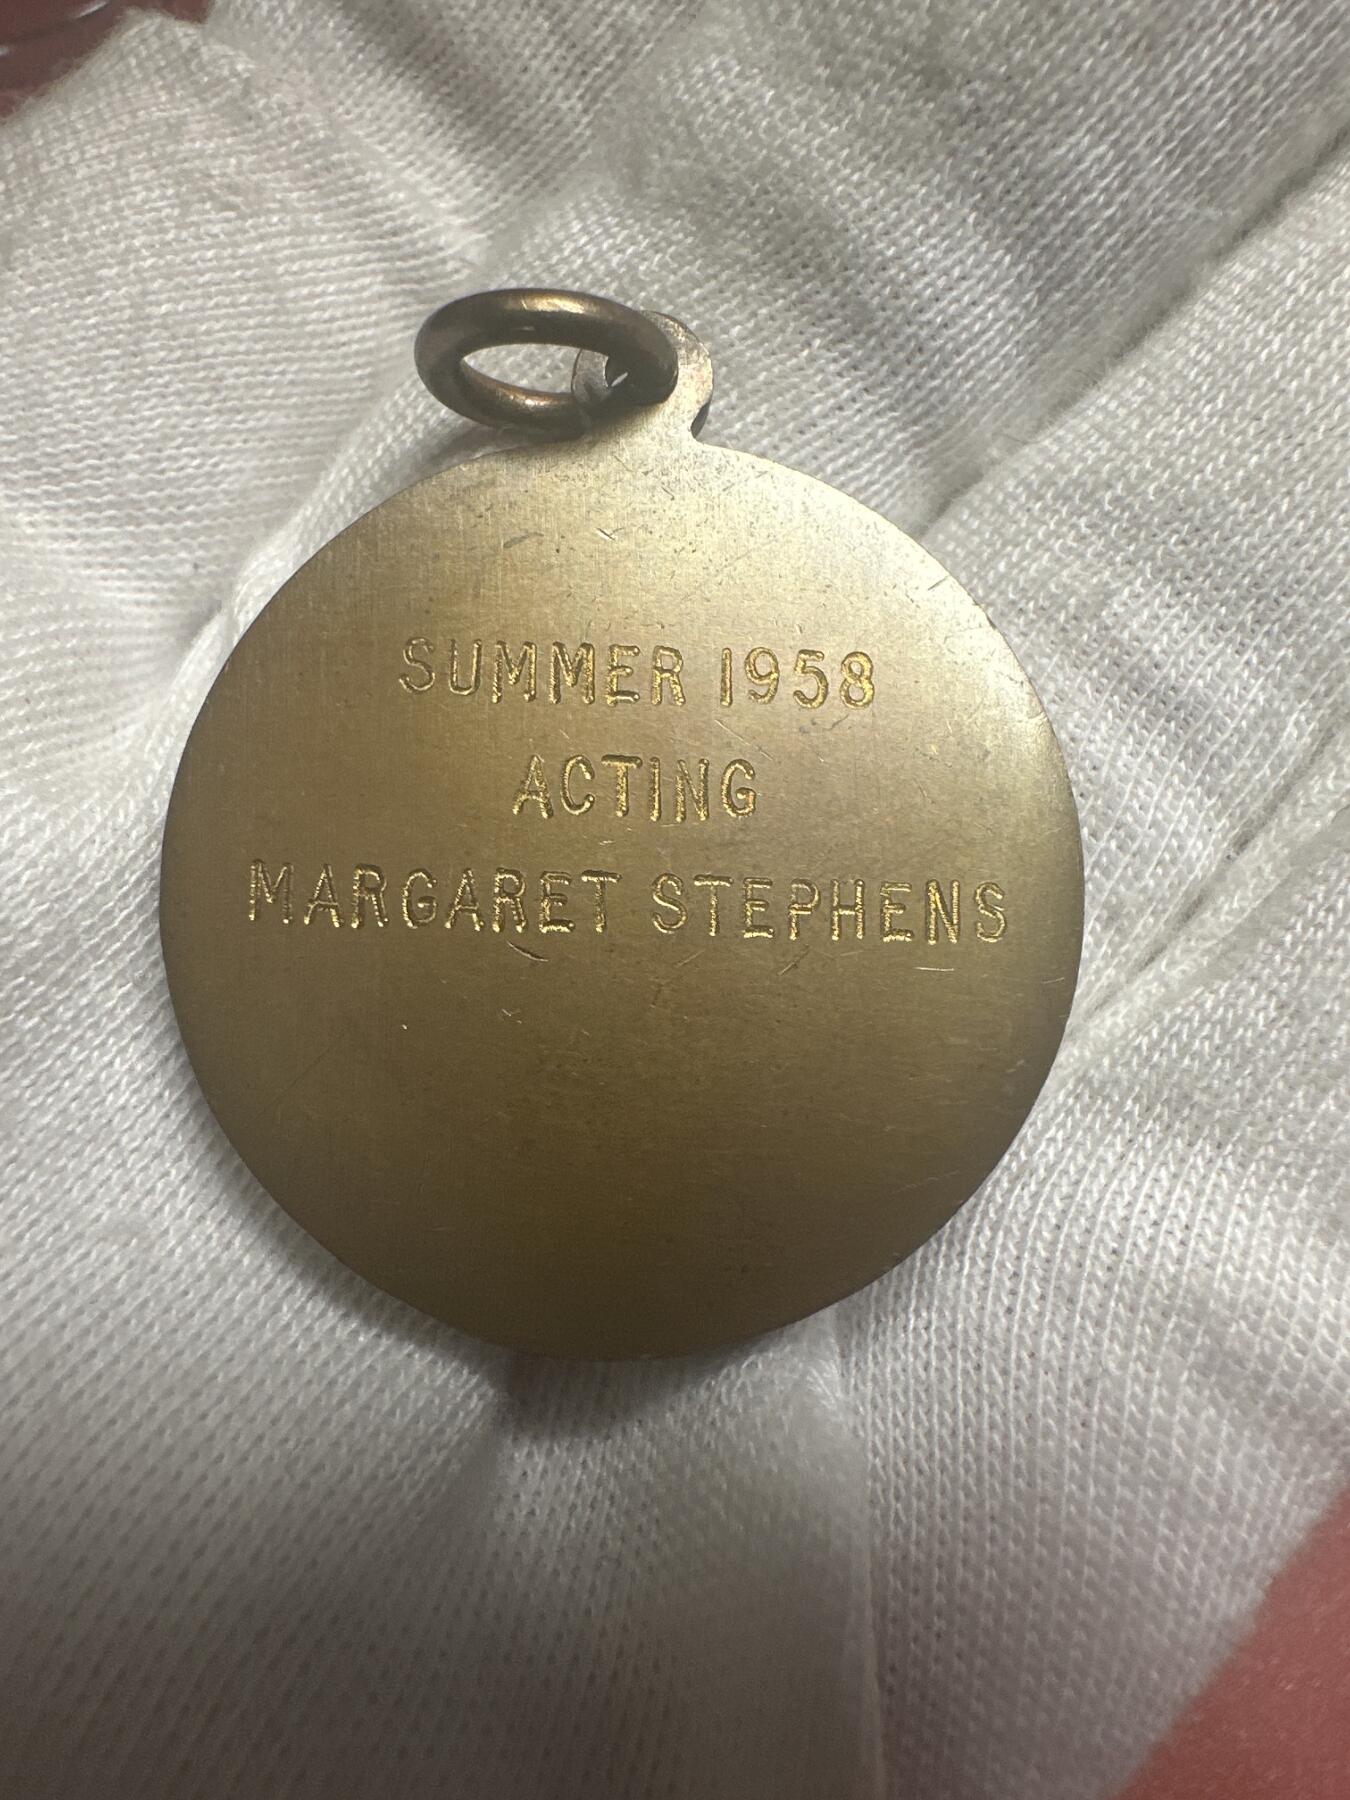 SUMMER 1958
ACTING
MARGARET STEPHENS